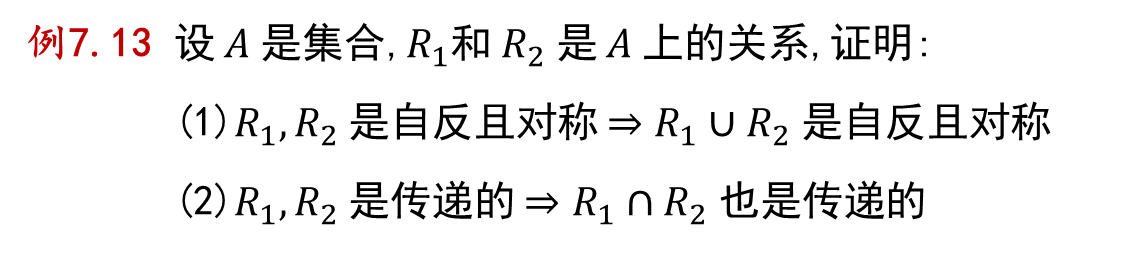 例7.13 设 A 是集合, R₁和 R₂ 是 A 上的关系, 证明:
(1) R₁, R₂ 是自反且对称 ⇒ R₁ ∪ R₂ 是自反且对称
(2) R₁, R₂ 是传递的 ⇒ R₁ ∩ R₂ 也是传递的